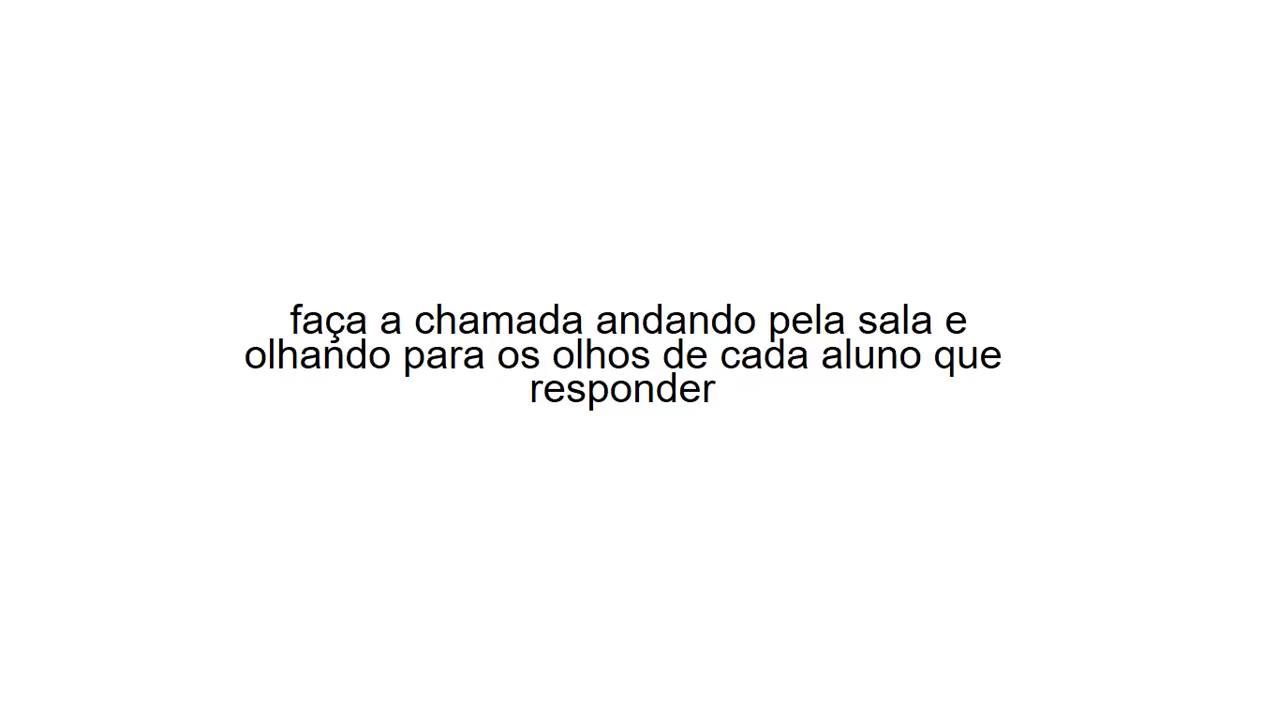 faça a chamada andando pela sala e
olhando para os olhos de cada aluno que
responder